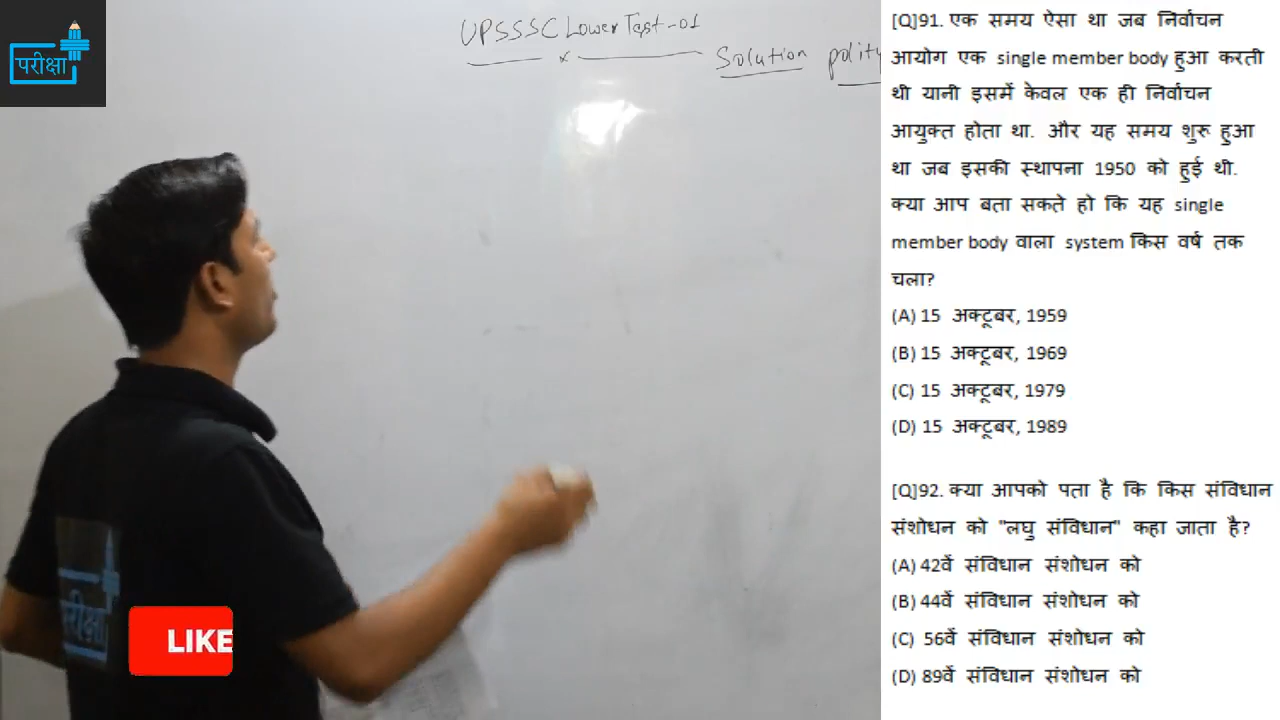 परीक्षा
UPSSSC Lower Test-01
Solution polity
[Q]91. एक समय ऐसा था जब निर्वाचन
आयोग एक single member body हुआ करती
थी यानी इसमें केवल एक ही निर्वाचन
आयुक्त होता था. और यह समय शुरू हुआ
था जब इसकी स्थापना 1950 को हुई थी.
क्या आप बता सकते हो कि यह single
member body वाला system किस वर्ष तक
चला?
(A) 15 अक्टूबर, 1959
(B) 15 अक्टूबर, 1969
(C) 15 अक्टूबर, 1979
(D) 15 अक्टूबर, 1989
[Q]92. क्या आपको पता है कि किस संविधान
संशोधन को "लघु संविधान" कहा जाता है?
(A) 42वें संविधान संशोधन को
(B) 44वें संविधान संशोधन को
(C) 56वें संविधान संशोधन को
(D) 89वें संविधान संशोधन को
परीक्षा
LIKE